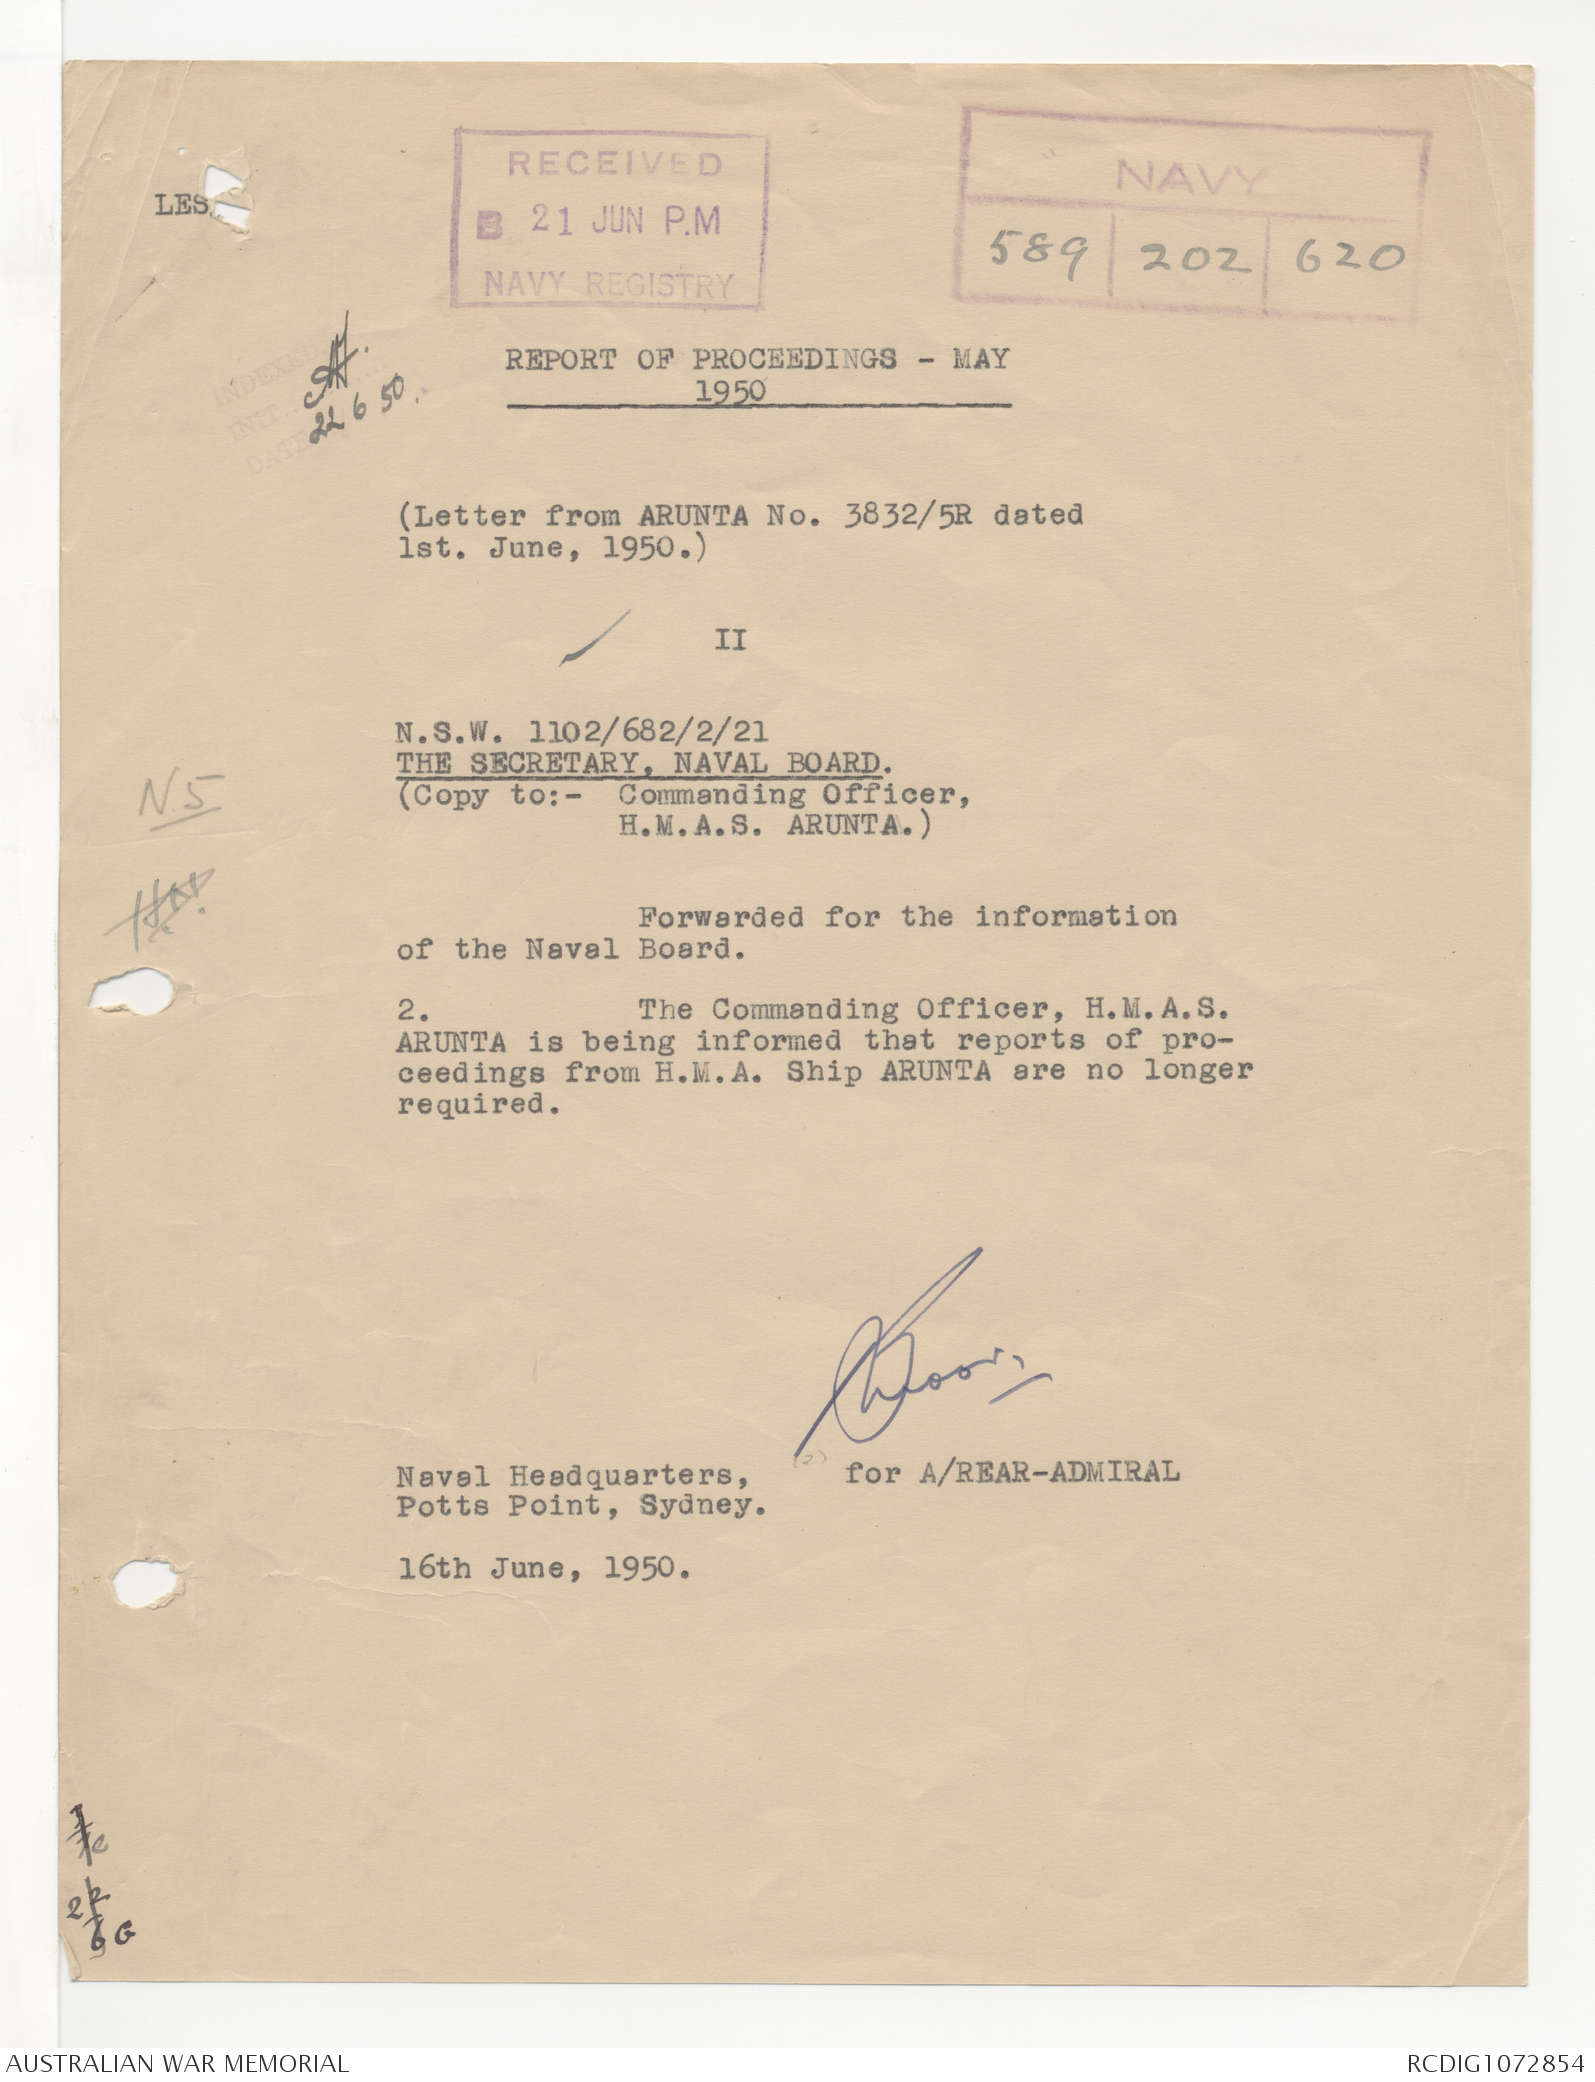 LES
RECEIVED
B 21 JUN P.M
NAVY REGISTRY
NAVY
589 202 620
INDEX
INIT.
DATE
22 6 50.
REPORT OF PROCEEDINGS - MAY
1950
(Letter from ARUNTA No. 3832/5R dated
1st. June, 1950.)
II
N.S.W. 1102/682/2/21
THE SECRETARY, NAVAL BOARD.
(Copy to:- Commanding Officer,
H.M.A.S. ARUNTA.)
N.5
Forwarded for the information
of the Naval Board.
2. The Commanding Officer, H.M.A.S.
ARUNTA is being informed that reports of pro-
ceedings from H.M.A. Ship ARUNTA are no longer
required.
(2)
Naval Headquarters, for A/REAR-ADMIRAL
Potts Point, Sydney.
16th June, 1950.
AUSTRALIAN WAR MEMORIAL RCDIG1072854